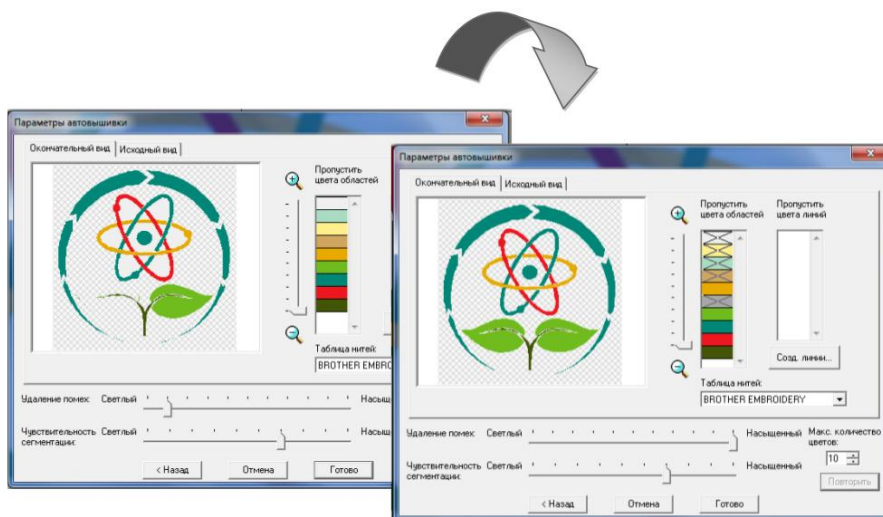 Параметры автовышивки
Окончательный вид
Исходный вид
Пропустить
цвета областей
Таблица нитей:
BROTHER EMBRO
Удаление помех:
Светлый
Насыщ
Чувствительность
сегментации:
Светлый
Насыщ
< Назад
Отмена
Готово
Параметры автовышивки
Окончательный вид
Исходный вид
Пропустить
цвета областей
Пропустить
цвета линий
Созд. линии...
Таблица нитей:
BROTHER EMBROIDERY
Удаление помех:
Светлый
Насыщенный
Макс. количество
цветов:
10
Чувствительность
сегментации:
Светлый
Насыщенный
Повторить
< Назад
Отмена
Готово